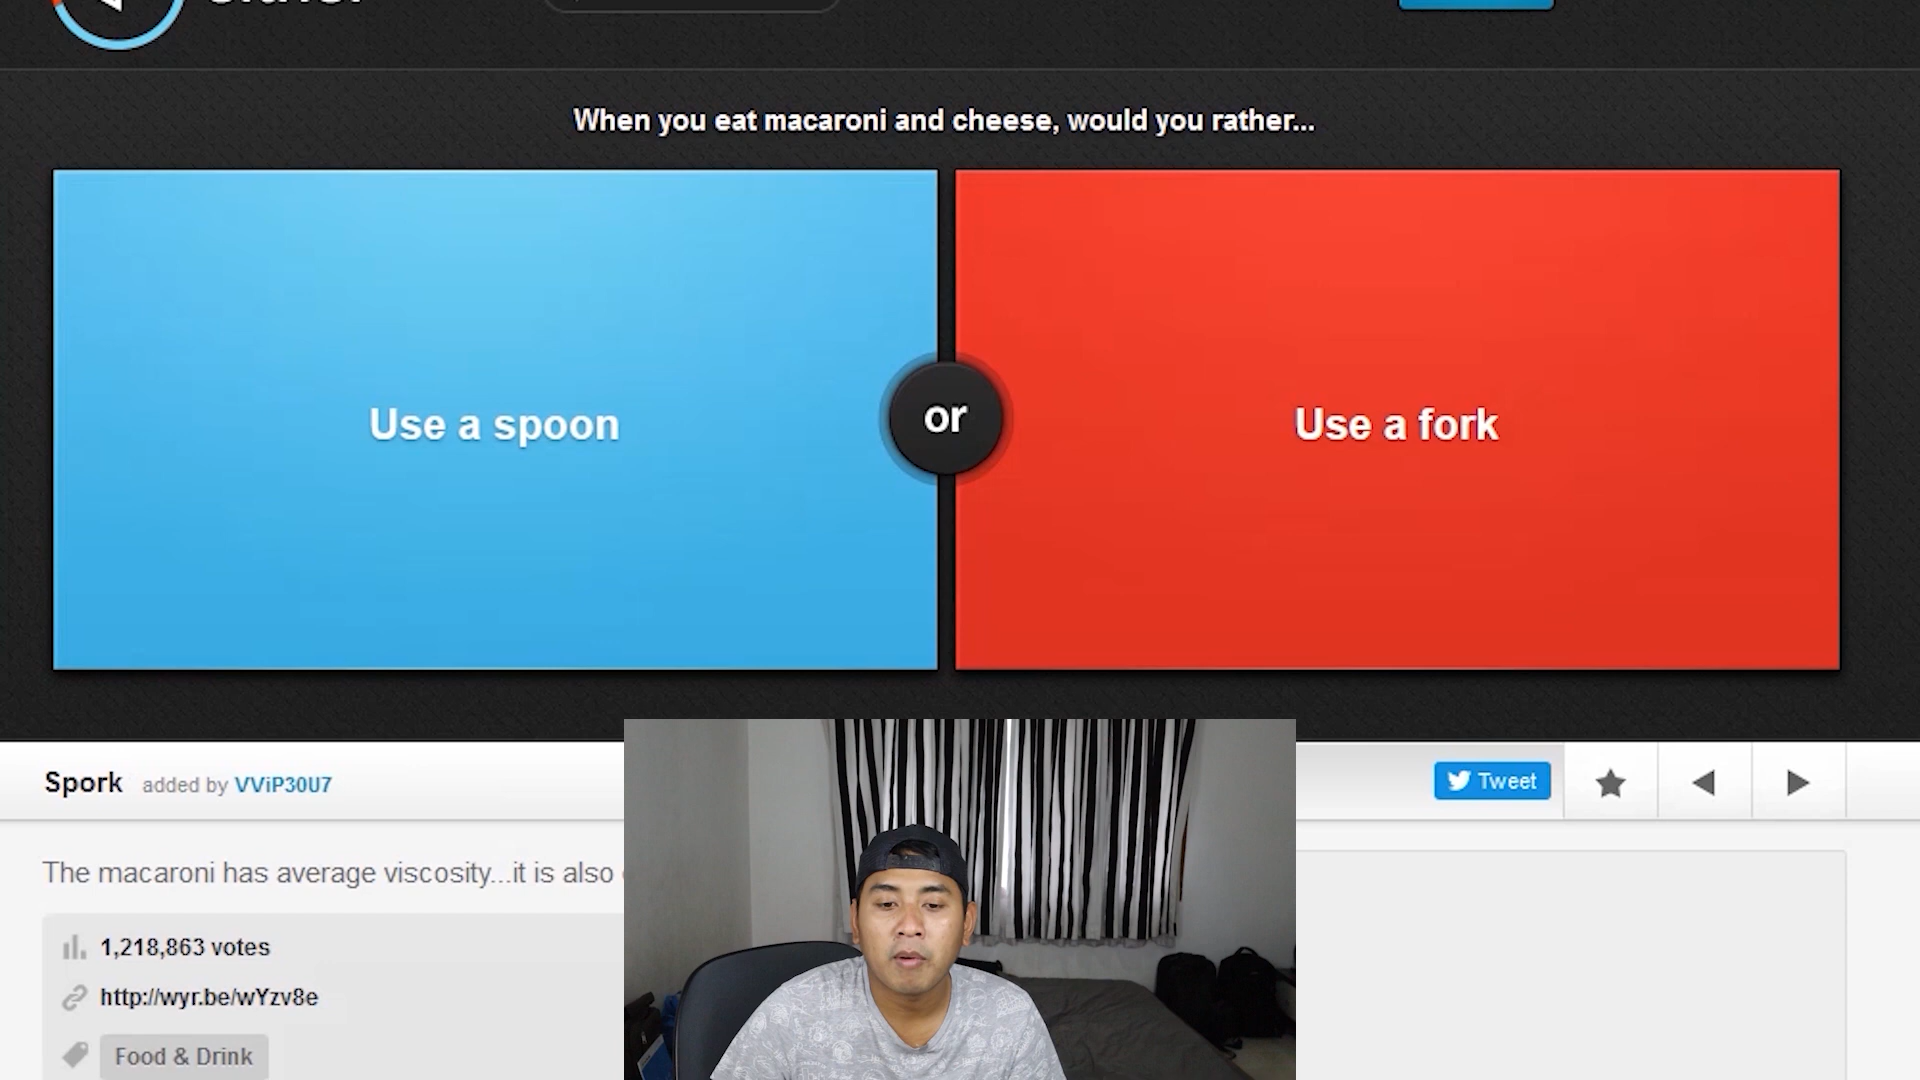 When you eat macaroni and cheese, would you rather...
Use a spoon
or
Use a fork
Spork added by VViP30U7
Tweet
The macaroni has average viscosity...it is also
1,218,863 votes
http://wyr.be/wYzv8e
Food & Drink